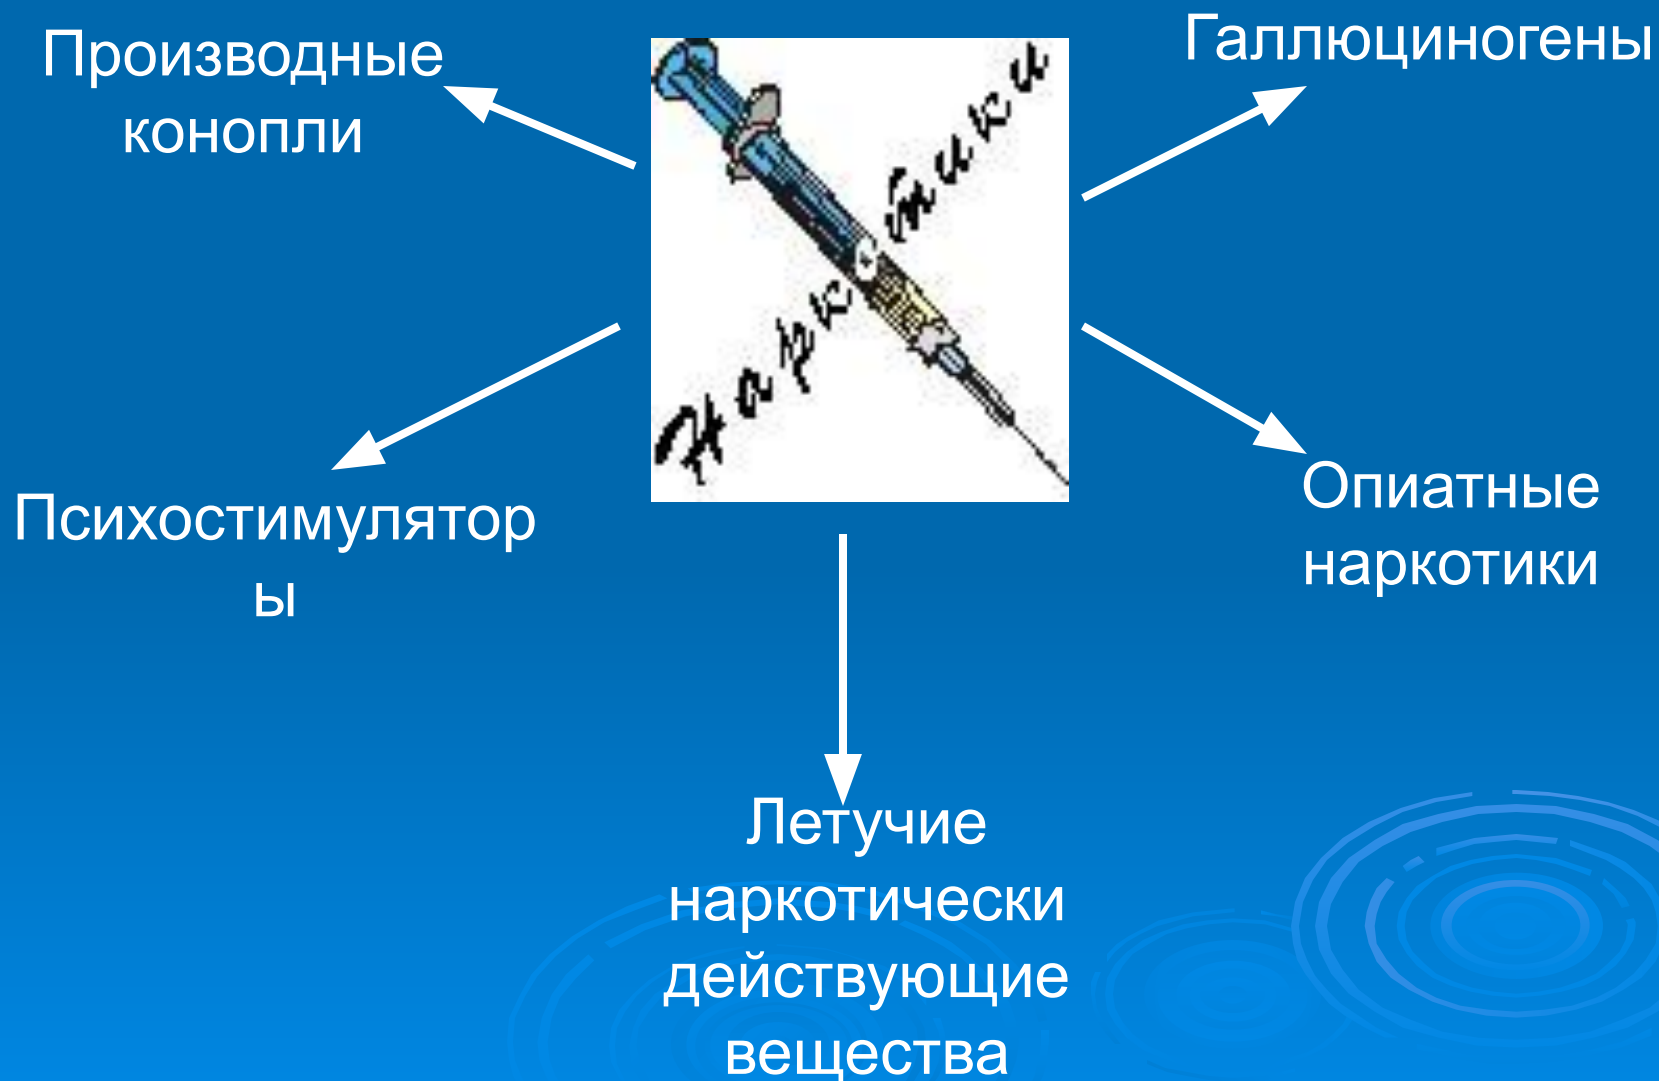 Производные
конопли
Галлюциногены
Наркотики
Психостимулятор
ы
Опиатные
наркотики
Летучие
наркотически
действующие
вещества